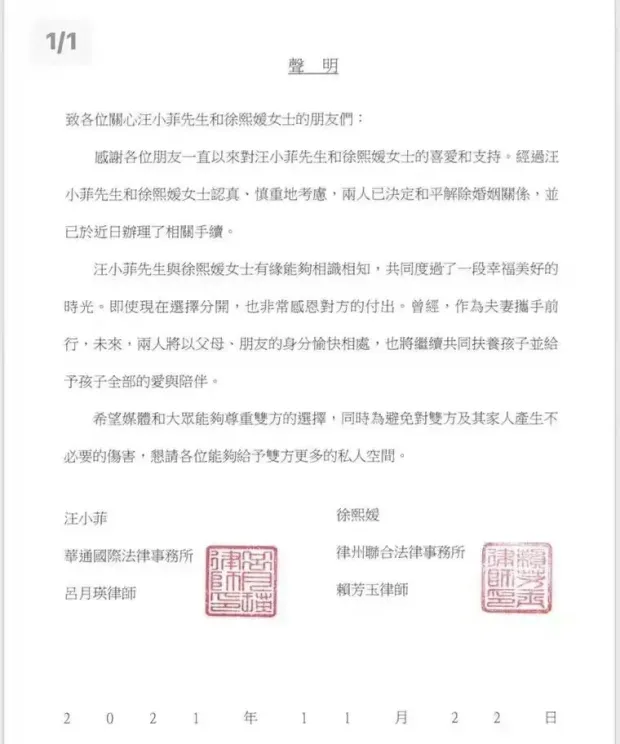 1/1
聲 明
致各位關心汪小菲先生和徐熙媛女士的朋友們：
感謝各位朋友一直以來對汪小菲先生和徐熙媛女士的喜愛和支持。經過汪
小菲先生和徐熙媛女士認真、慎重地考慮，兩人已決定和平解除婚姻關係，並
已於近日辦理了相關手續。
汪小菲先生與徐熙媛女士有緣能夠相識相知，共同度過了一段幸福美好的
時光。即使現在選擇分開，也非常感恩對方的付出。曾經，作為夫妻攜手前
行，未來，兩人將以父母、朋友的身分愉快相處，也將繼續共同扶養孩子並給
予孩子全部的愛與陪伴。
希望媒體和大眾能夠尊重雙方的選擇，同時為避免對雙方及其家人產生不
必要的傷害，懇請各位能夠給予雙方更多的私人空間。
汪小菲
華通國際法律事務所
呂月瑛律師
呂月瑛律師印
徐熙媛
律州聯合法律事務所
賴芳玉律師
賴芳玉律師印
2 0 2 1 年 1 1 月 2 2 日